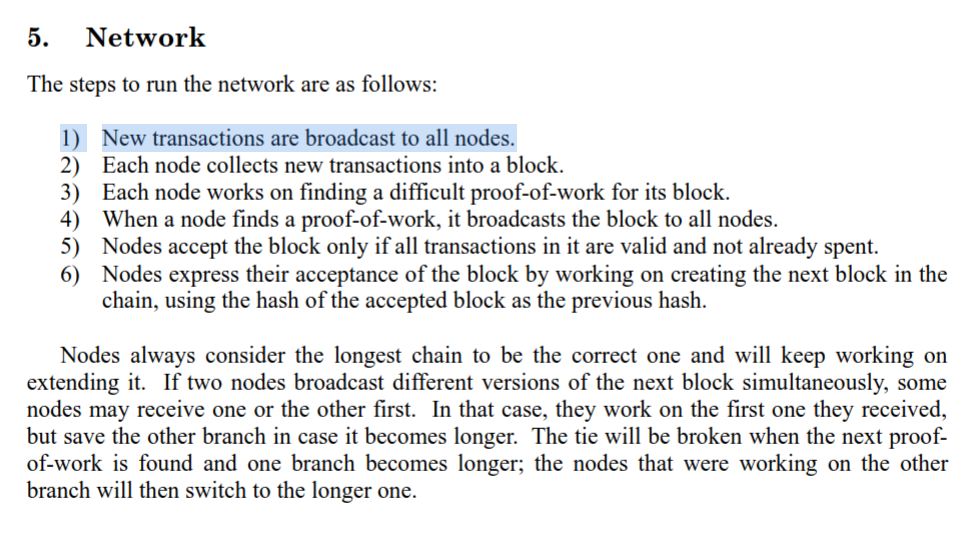 5. Network
The steps to run the network are as follows:
1) New transactions are broadcast to all nodes.
2) Each node collects new transactions into a block.
3) Each node works on finding a difficult proof-of-work for its block.
4) When a node finds a proof-of-work, it broadcasts the block to all nodes.
5) Nodes accept the block only if all transactions in it are valid and not already spent.
6) Nodes express their acceptance of the block by working on creating the next block in the
chain, using the hash of the accepted block as the previous hash.
Nodes always consider the longest chain to be the correct one and will keep working on
extending it. If two nodes broadcast different versions of the next block simultaneously, some
nodes may receive one or the other first. In that case, they work on the first one they received,
but save the other branch in case it becomes longer. The tie will be broken when the next proof-
of-work is found and one branch becomes longer; the nodes that were working on the other
branch will then switch to the longer one.